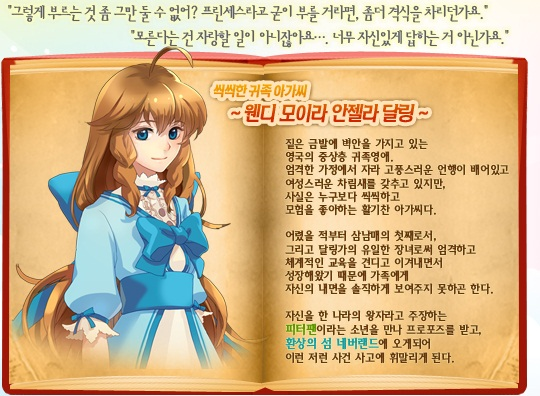 "그렇게 부르는 것 좀 그만 둘 수 없어? 프린세스라고 굳이 부를 거라면, 좀더 격식을 차리던가요."
"모른다는 건 자랑할 일이 아니잖아요…. 너무 자신있게 답하는 거 아닌가요."
씩씩한 귀족 아가씨
~ 웬디 모이라 안젤라 달링 ~
짙은 금발에 벽안을 가지고 있는
영국의 중상층 귀족영애.
엄격한 가정에서 자라 고풍스러운 언행이 배어있고
여성스러운 차림새를 갖추고 있지만,
사실은 누구보다 씩씩하고
모험을 좋아하는 활기찬 아가씨다.
어렸을 적부터 삼남매의 첫째로서,
그리고 달링가의 유일한 장녀로써 엄격하고
체계적인 교육을 견디고 이겨내면서
성장해왔기 때문에 가족에게
자신의 내면을 솔직하게 보여주지 못하곤 한다.
자신을 한 나라의 왕자라고 주장하는
피터팬이라는 소년을 만나 프로포즈를 받고,
환상의 섬 네버랜드에 오게되어
이런 저런 사건 사고에 휘말리게 된다.